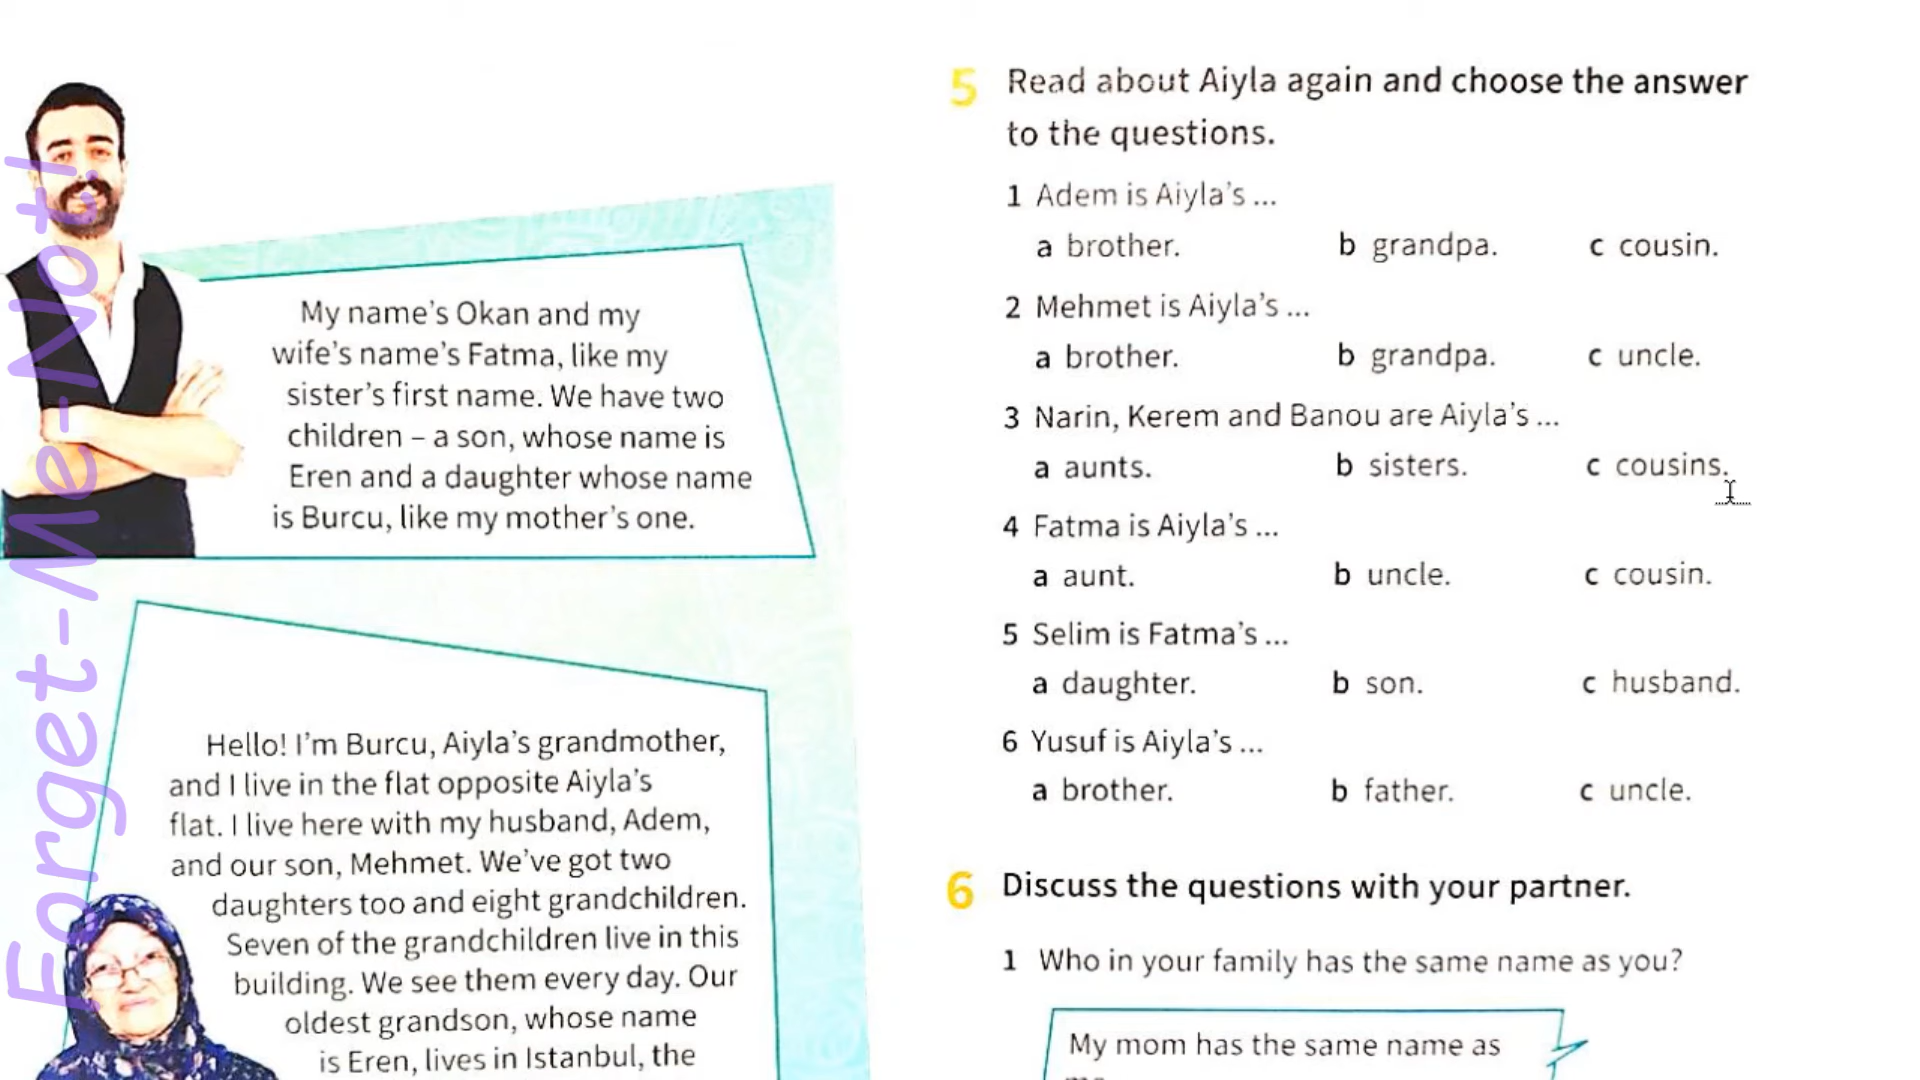 Forget-Me-Not!
My name's Okan and my
wife's name's Fatma, like my
sister's first name. We have two
children – a son, whose name is
Eren and a daughter whose name
is Burcu, like my mother's one.
Hello! I'm Burcu, Aiyla's grandmother,
and I live in the flat opposite Aiyla's
flat. I live here with my husband, Adem,
and our son, Mehmet. We've got two
daughters too and eight grandchildren.
Seven of the grandchildren live in this
building. We see them every day. Our
oldest grandson, whose name
is Eren, lives in Istanbul, the
5 Read about Aiyla again and choose the answer
to the questions.
1 Adem is Aiyla's ...
a brother. b grandpa. c cousin.
2 Mehmet is Aiyla's ...
a brother. b grandpa. c uncle.
3 Narin, Kerem and Banou are Aiyla's ...
a aunts. b sisters. c cousins.
4 Fatma is Aiyla's ...
a aunt. b uncle. c cousin.
5 Selim is Fatma's ...
a daughter. b son. c husband.
6 Yusuf is Aiyla's ...
a brother. b father. c uncle.
6 Discuss the questions with your partner.
1 Who in your family has the same name as you?
My mom has the same name as